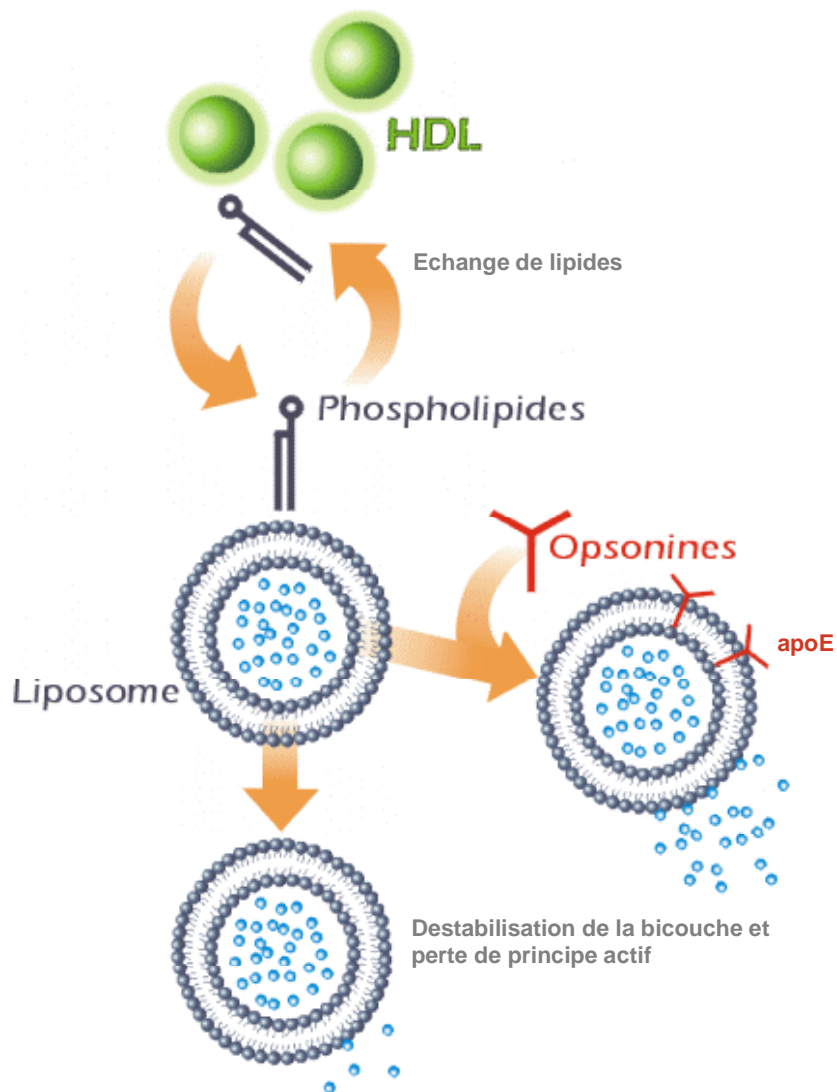 HDL
Echange de lipides
Phospholipides
Opsonines
apoE
Liposome
Destabilisation de la bicouche et
perte de principe actif